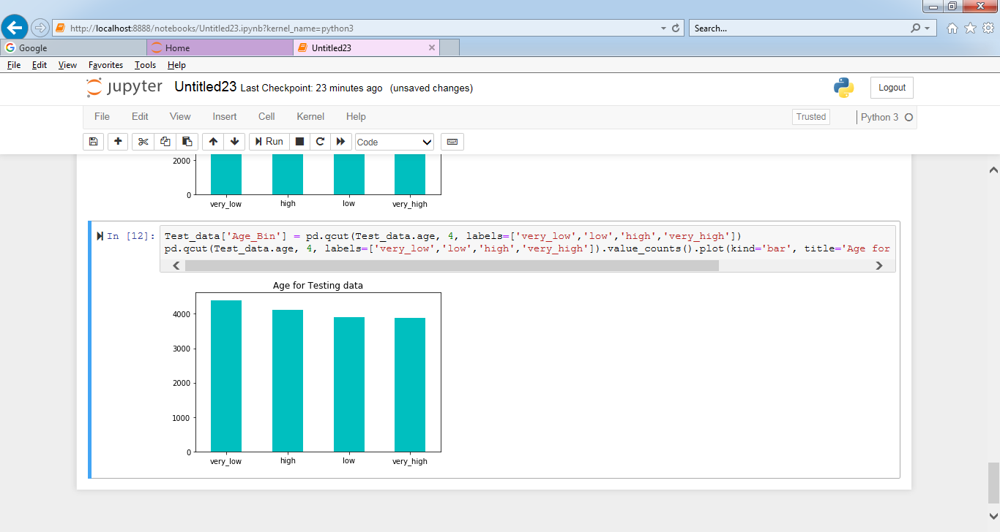 http://localhost:8888/notebooks/Untitled23.ipynb?kernel_name=python3
Search...
Google
Home
Untitled23
File Edit View Favorites Tools Help
jupyter Untitled23 Last Checkpoint: 23 minutes ago (unsaved changes)
Logout
File Edit View Insert Cell Kernel Help
Trusted
Python 3
Run
Code
2000
0
very_low high low very_high
In [12]:
Test_data['Age_Bin'] = pd.qcut(Test_data.age, 4, labels=['very_low','low','high','very_high'])
pd.qcut(Test_data.age, 4, labels=['very_low','low','high','very_high']).value_counts().plot(kind='bar', title='Age for
Age for Testing data
4000
3000
2000
1000
0
very_low high low very_high